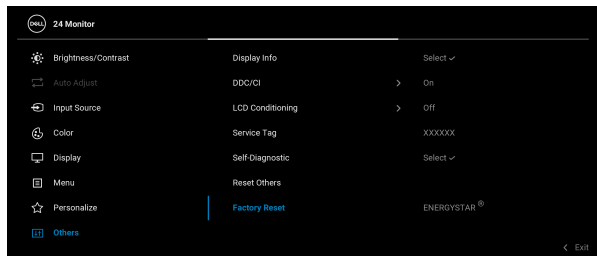 DELL 24 Monitor
Brightness/Contrast Display Info Select ✓
Auto Adjust DDC/CI > On
Input Source LCD Conditioning > Off
Color Service Tag XXXXXX
Display Self-Diagnostic Select ✓
Menu Reset Others
Personalize Factory Reset ENERGYSTAR ®
Others
< Exit